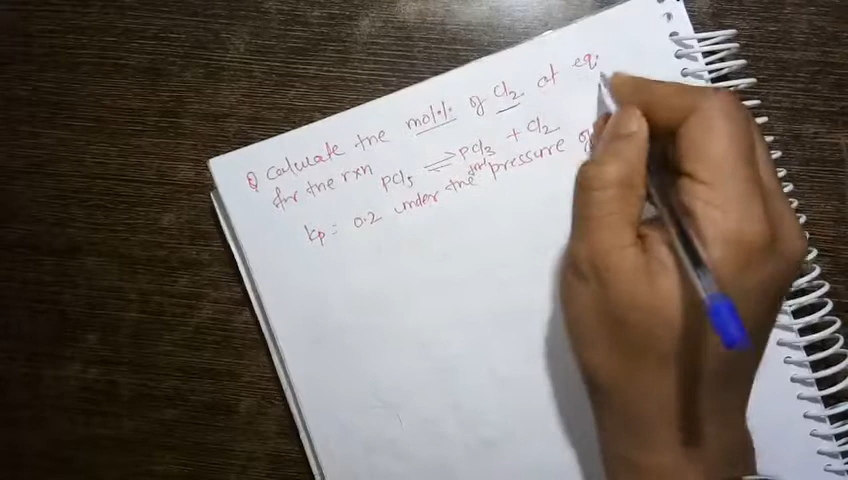 Q Calculate the mol% of Cl2 at eq.
for the rxn PCl5 ⇌ PCl3 + Cl2
Kp = 0.2 under the total pressure of